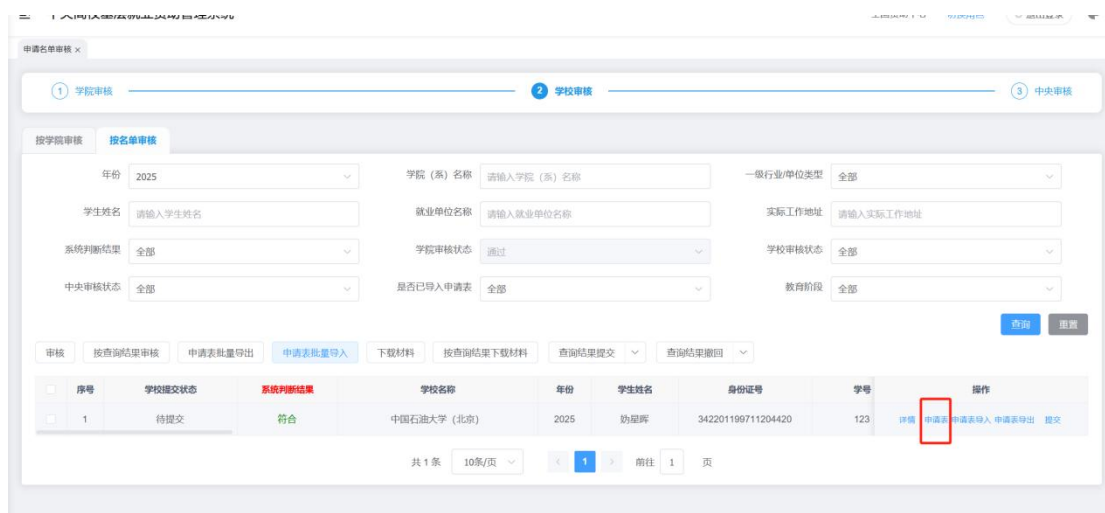 申请名单审核 ×
1 学院审核 2 学校审核 3 中央审核
按学院审核 按名单审核
年份 2025 学院（系）名称 请输入学院（系）名称 一级行业/单位类型 全部
学生姓名 请输入学生姓名 就业单位名称 请输入就业单位名称 实际工作地址 请输入实际工作地址
系统判断结果 全部 学院审核状态 通过 学校审核状态 全部
中央审核状态 全部 是否已导入申请表 全部 教育阶段 全部
查询 重置
审核 按查询结果审核 申请表批量导出 申请表批量导入 下载材料 按查询结果下载材料 查询结果提交 查询结果撤回
序号 学校提交状态 系统判断结果 学校名称 年份 学生姓名 身份证号 学号 操作
1 待提交 符合 中国石油大学（北京） 2025 星晖 342201199711204420 123 详情 申请表 申请表导入 申请表导出 提交
共 1 条 10条/页 1 前往 1 页